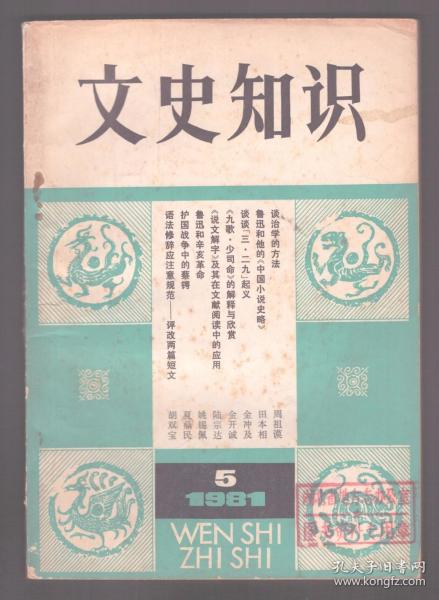 文史知识
谈治学的方法 周祖谟
鲁迅和他的《中国小说史略》 田本相
谈谈「三·二九」起义 金冲及
《九歌·少司命》的解释与欣赏 金开诚
《说文解字》及其在文献阅读中的应用 陆宗达
鲁迅和辛亥革命 姚锡佩
护国战争中的蔡锷 夏福民
语法修辞应注意规范——评改两篇短文 胡双宝
5
1981
WEN SHI
ZHI SHI
孔夫子旧书网
www.kongfz.com